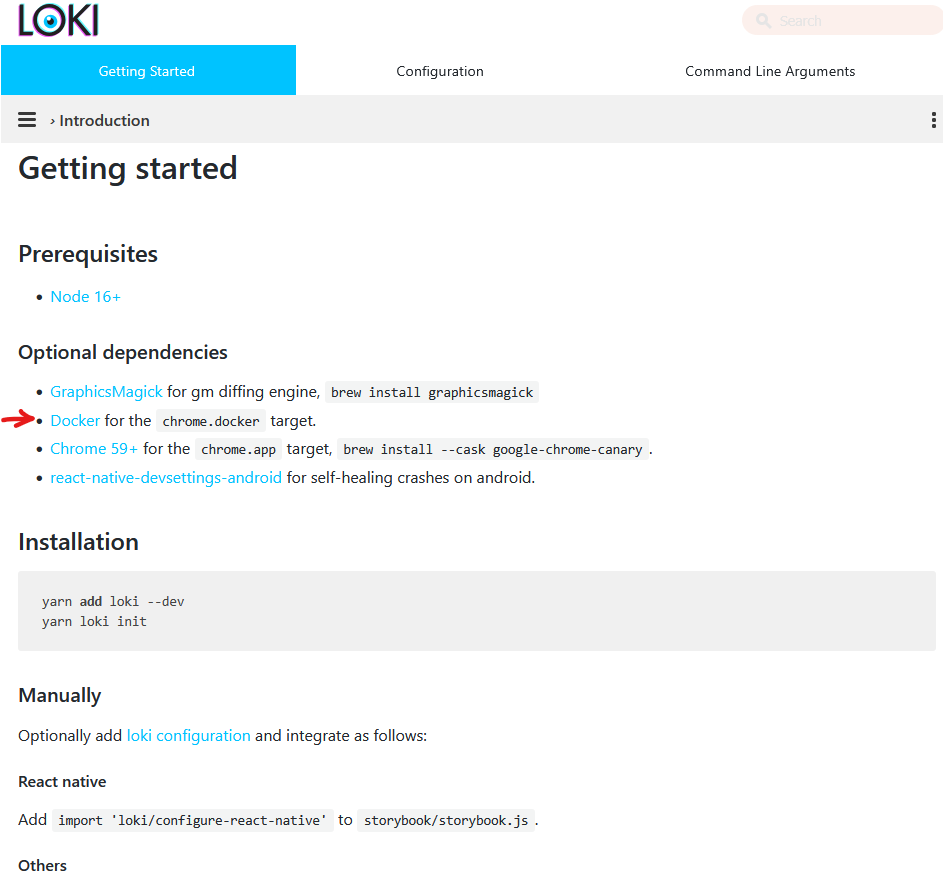 LOKI
Search
Getting Started
Configuration
Command Line Arguments
› Introduction
Getting started
Prerequisites
• Node 16+
Optional dependencies
• GraphicsMagick for gm diffing engine, brew install graphicsmagick
• Docker for the chrome.docker target.
• Chrome 59+ for the chrome.app target, brew install --cask google-chrome-canary .
• react-native-devsettings-android for self-healing crashes on android.
Installation
yarn add loki --dev
yarn loki init
Manually
Optionally add loki configuration and integrate as follows:
React native
Add import 'loki/configure-react-native' to storybook/storybook.js .
Others